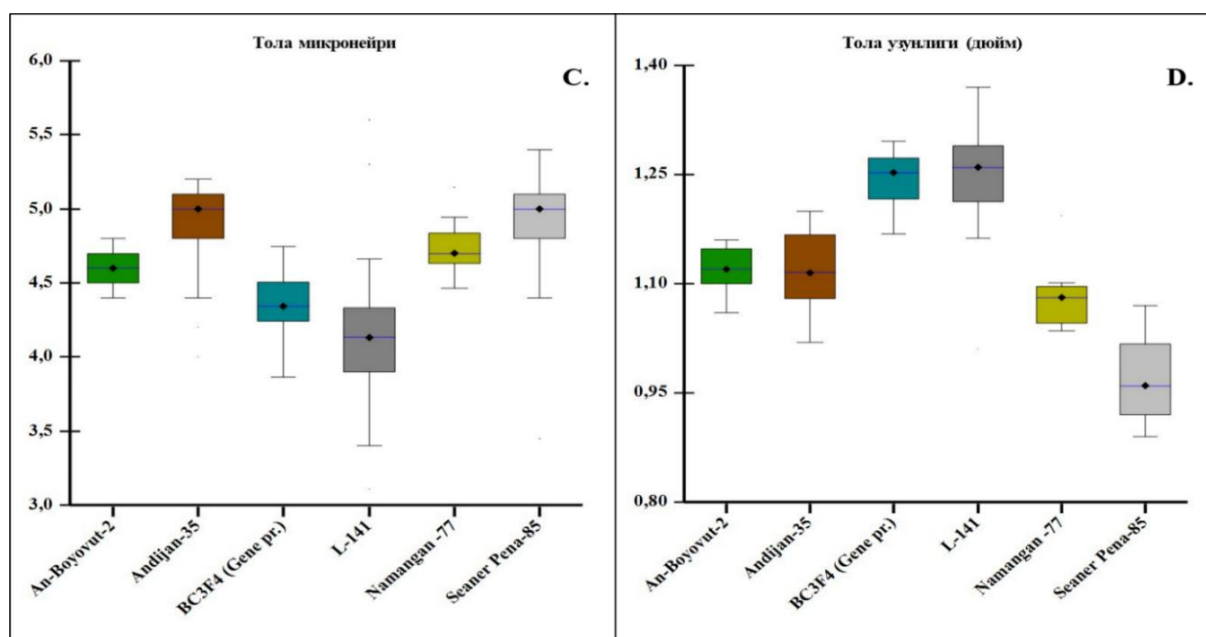 Тола микронейри
C.
6,0
5,5
5,0
4,5
4,0
3,5
3,0
An-Boyovut-2
Andijan-35
BC3F4 (Gene pr.)
L-141
Namangan -77
Seaner Pena-85
Тола узунлиги (дюйм)
D.
1,40
1,25
1,10
0,95
0,80
An-Boyovut-2
Andijan-35
BC3F4 (Gene pr.)
L-141
Namangan -77
Seaner Pena-85